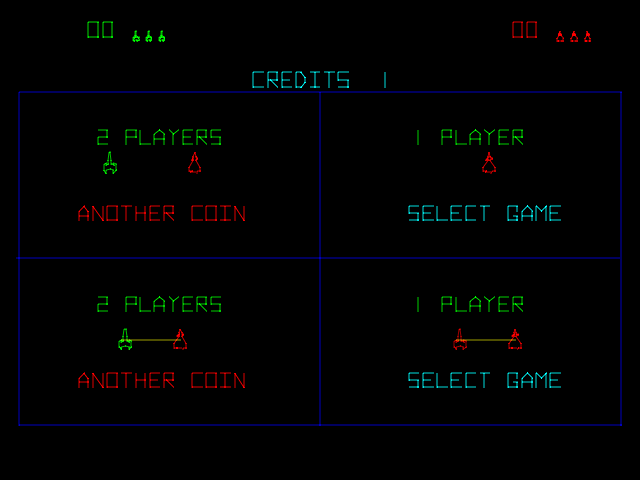 00 00
CREDITS 1
2 PLAYERS 1 PLAYER
ANOTHER COIN SELECT GAME
2 PLAYERS 1 PLAYER
ANOTHER COIN SELECT GAME